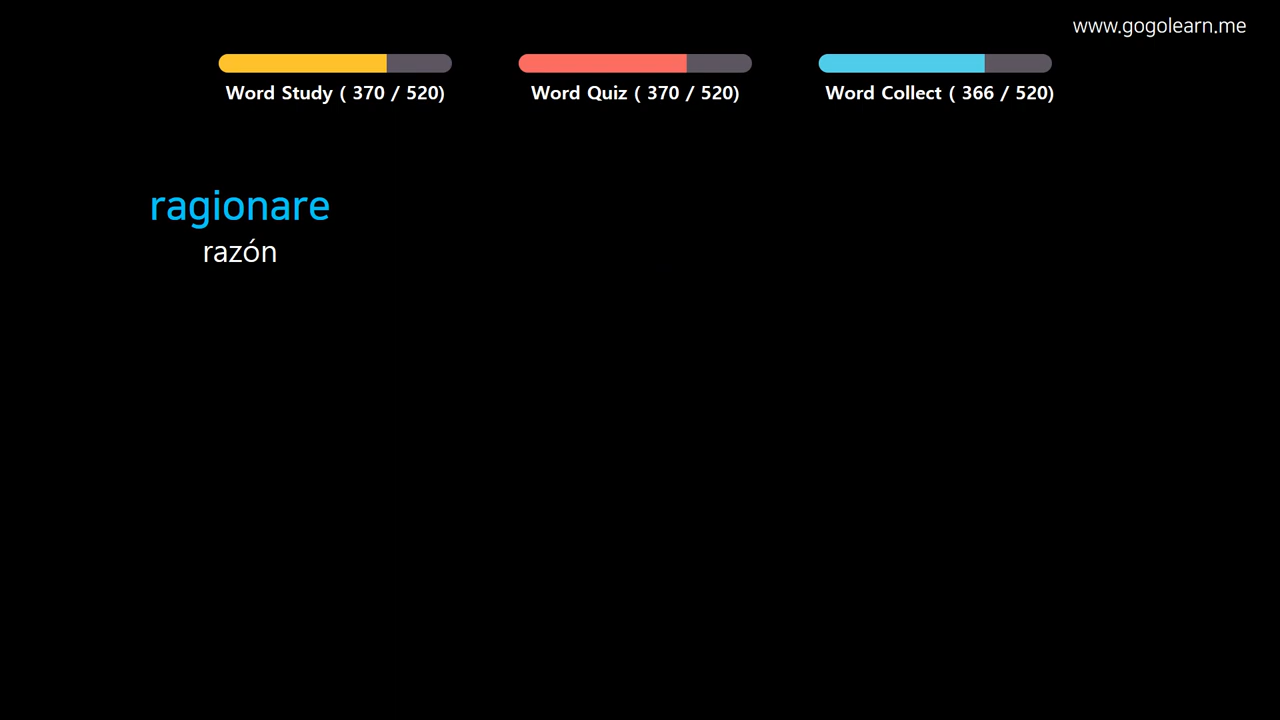 www.gogolearn.me
Word Study ( 370 / 520)
Word Quiz ( 370 / 520)
Word Collect ( 366 / 520)
ragionare
razón